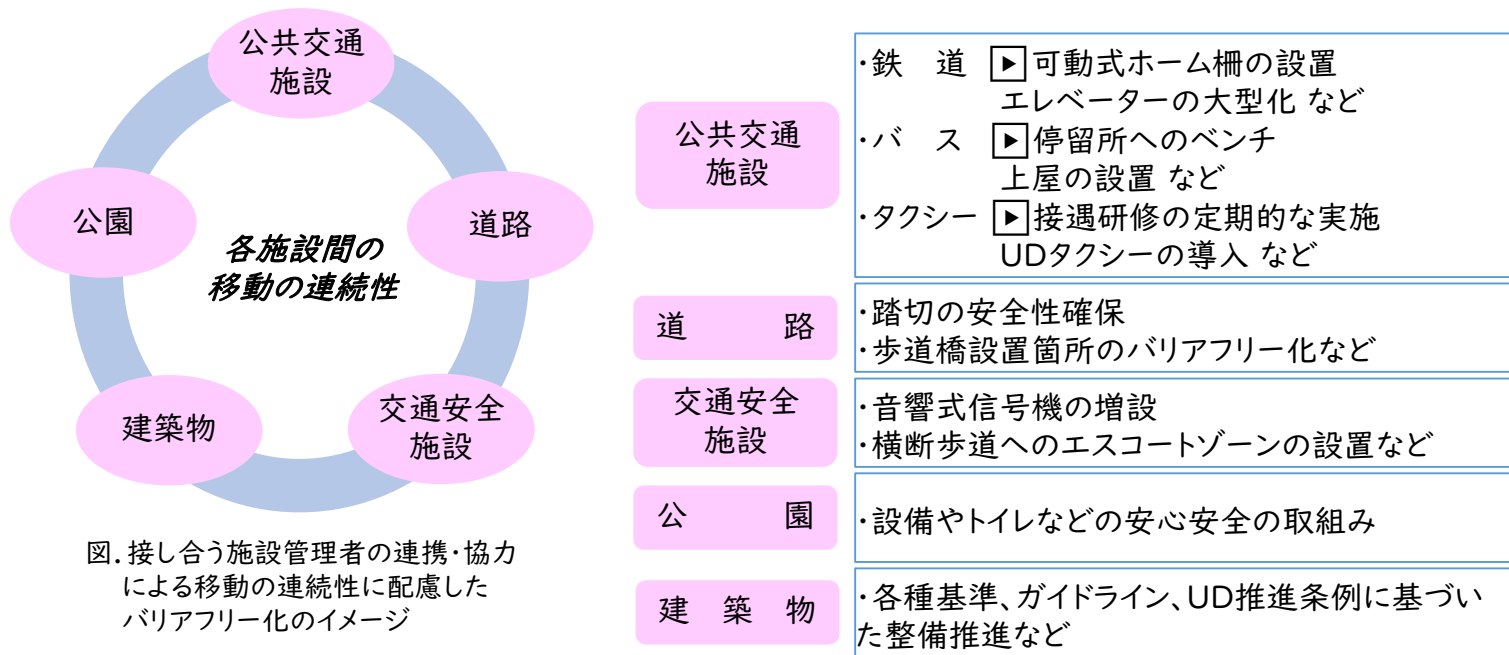 公共交通
施設
公園
道路
各施設間の
移動の連続性
建築物
交通安全
施設
図.接し合う施設管理者の連携・協力
による移動の連続性に配慮した
バリアフリー化のイメージ
公共交通
施設
・鉄　道 ▶可動式ホーム柵の設置
エレベーターの大型化 など
・バ　ス ▶停留所へのベンチ
上屋の設置 など
・タクシー ▶接遇研修の定期的な実施
UDタクシーの導入 など
道　　路
・踏切の安全性確保
・歩道橋設置箇所のバリアフリー化など
交通安全
施設
・音響式信号機の増設
・横断歩道へのエスコートゾーンの設置など
公　　園
・設備やトイレなどの安心安全の取組み
建　築　物
・各種基準、ガイドライン、UD推進条例に基づい
た整備推進など